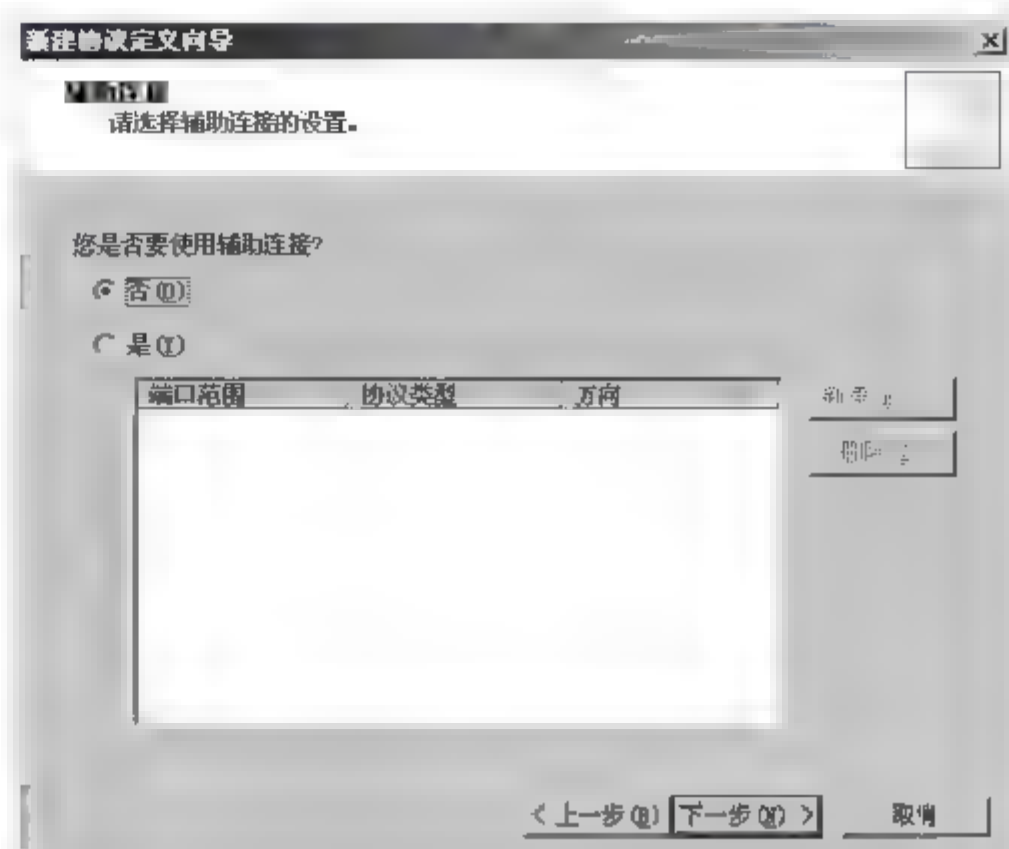 新建协议定义向导
请选择辅助连接的设置。
您是否要使用辅助连接?
否(O)
是(Y)
端口范围 协议类型 方向
< 上一步(B) 下一步(N) > 取消